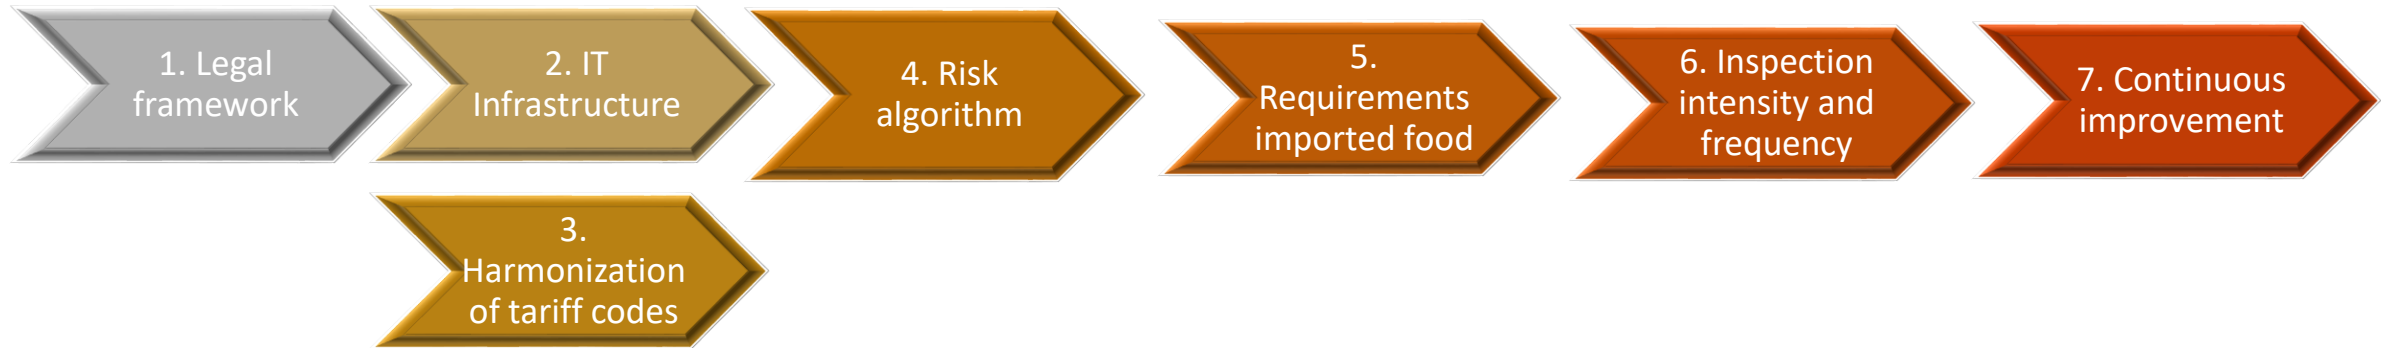 1. Legal
framework
2. IT
Infrastructure
3.
Harmonization
of tariff codes
4. Risk
algorithm
5.
Requirements
imported food
6. Inspection
intensity and
frequency
7. Continuous
improvement